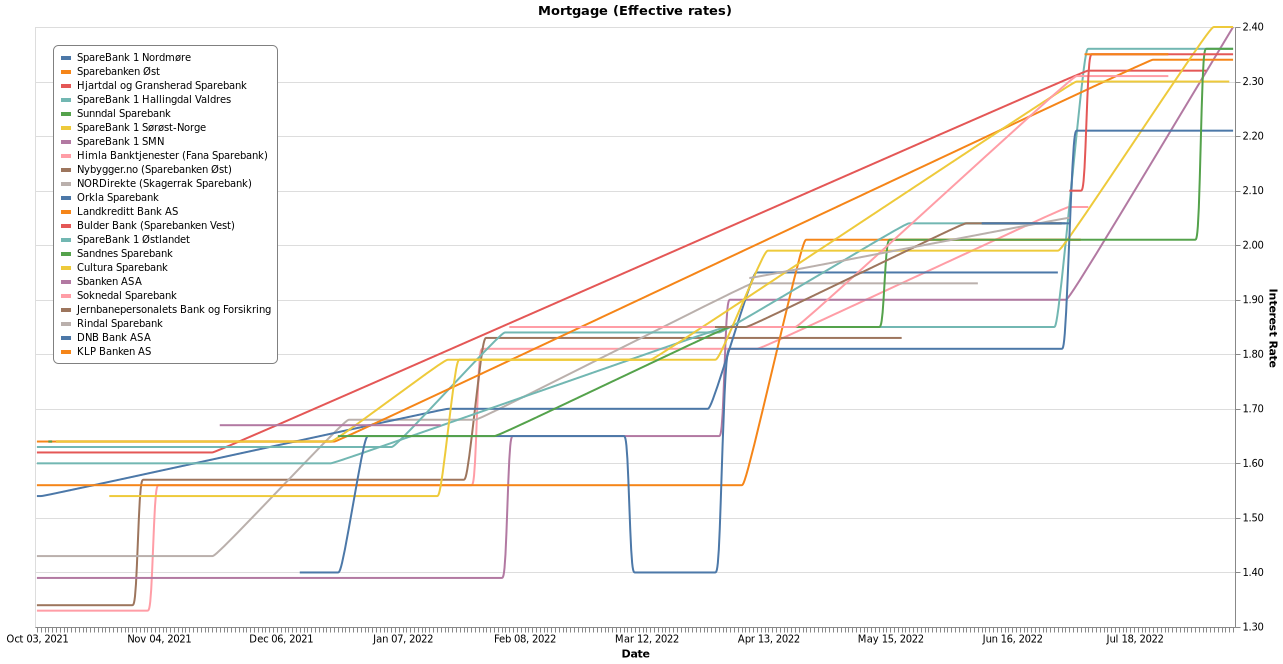 Mortgage (Effective rates)
SpareBank 1 Nordmøre
Sparebanken Øst
Hjartdal og Gransherad Sparebank
SpareBank 1 Hallingdal Valdres
Sunndal Sparebank
SpareBank 1 Sørøst-Norge
SpareBank 1 SMN
Himla Banktjenester (Fana Sparebank)
Nybygger.no (Sparebanken Øst)
NORDirekte (Skagerrak Sparebank)
Orkla Sparebank
Landkreditt Bank AS
Bulder Bank (Sparebanken Vest)
SpareBank 1 Østlandet
Sandnes Sparebank
Cultura Sparebank
Sbanken ASA
Soknedal Sparebank
Jernbanepersonalets Bank og Forsikring
Rindal Sparebank
DNB Bank ASA
KLP Banken AS
2.40
2.30
2.20
2.10
2.00
1.90
1.80
1.70
1.60
1.50
1.40
1.30
Interest Rate
Oct 03, 2021 Nov 04, 2021 Dec 06, 2021 Jan 07, 2022 Feb 08, 2022 Mar 12, 2022 Apr 13, 2022 May 15, 2022 Jun 16, 2022 Jul 18, 2022
Date